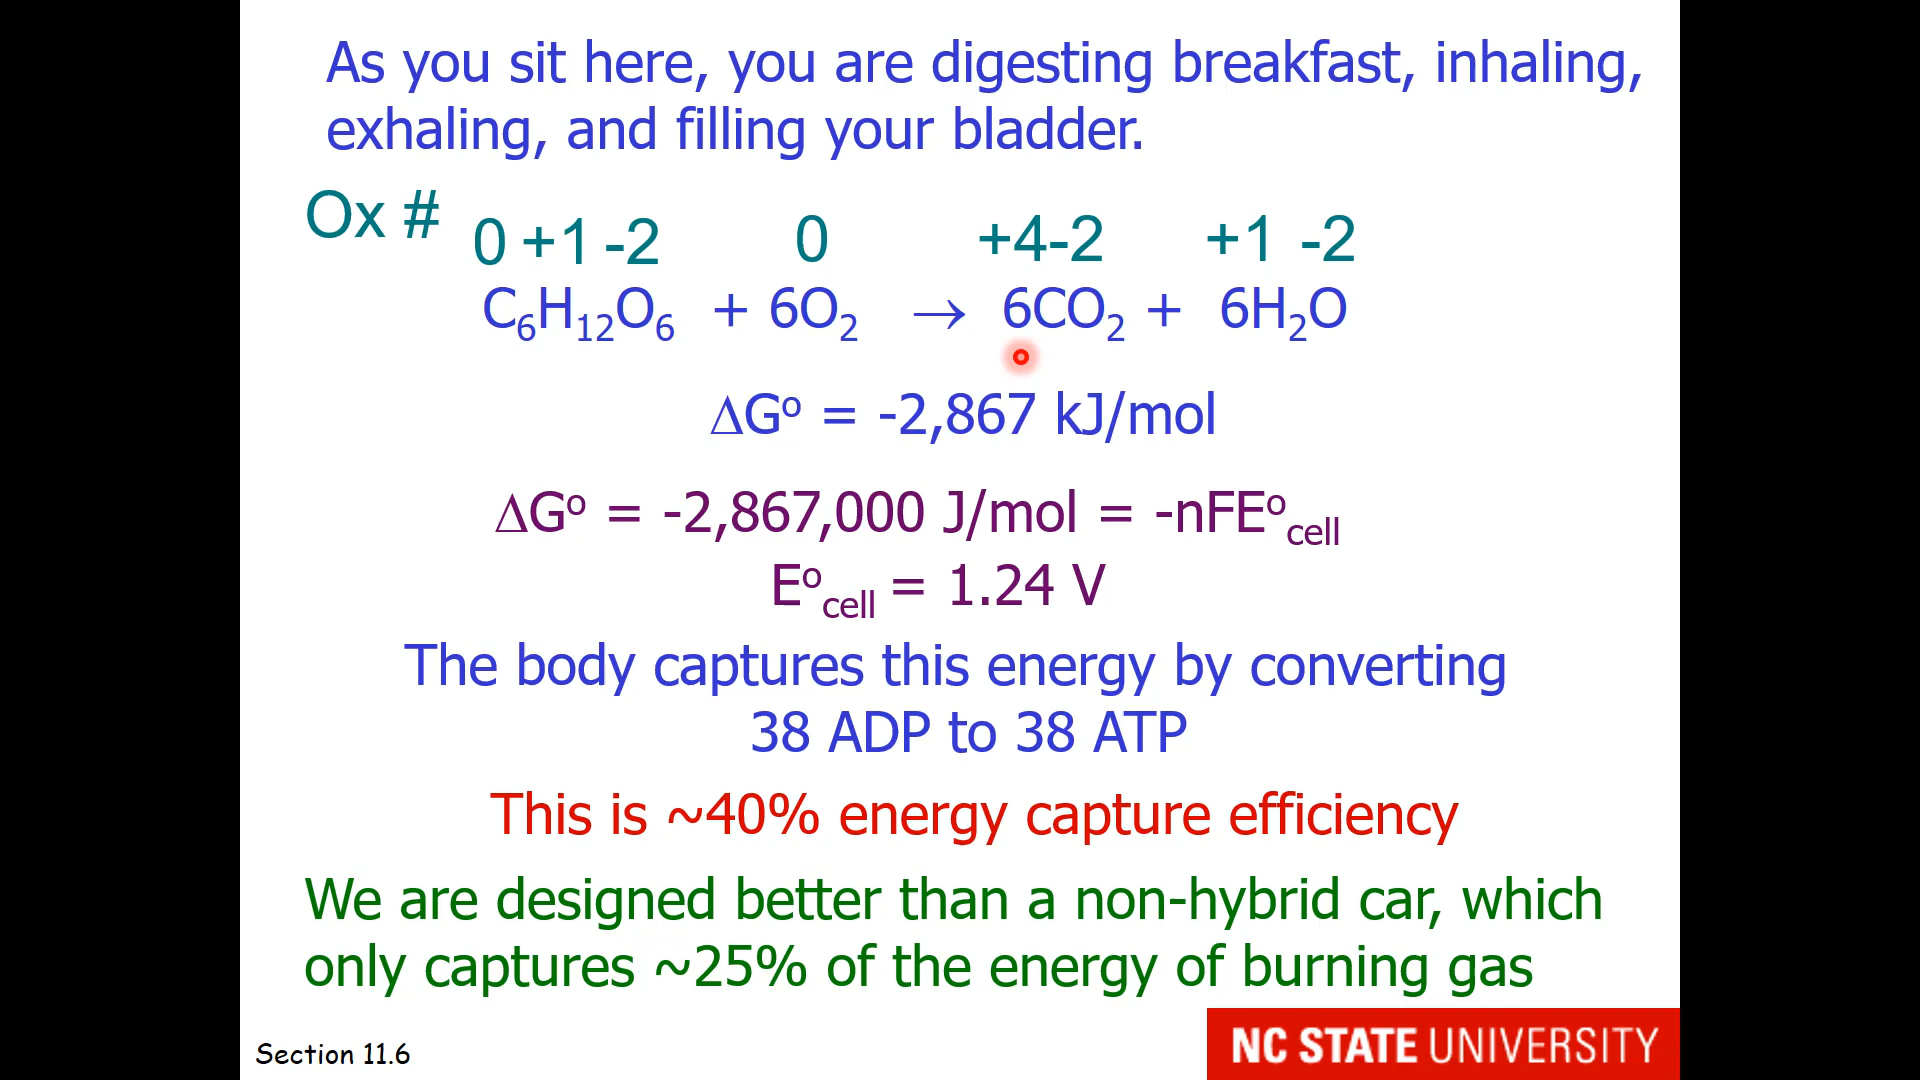 As you sit here, you are digesting breakfast, inhaling,
exhaling, and filling your bladder.
Ox # 0 +1 -2 0 +4-2 +1 -2
C₆H₁₂O₆ + 6O₂ → 6CO₂ + 6H₂O
ΔGº = -2,867 kJ/mol
ΔGº = -2,867,000 J/mol = -nFEºcell
Eºcell = 1.24 V
The body captures this energy by converting
38 ADP to 38 ATP
This is ~40% energy capture efficiency
We are designed better than a non-hybrid car, which
only captures ~25% of the energy of burning gas
Section 11.6
NC STATE UNIVERSITY